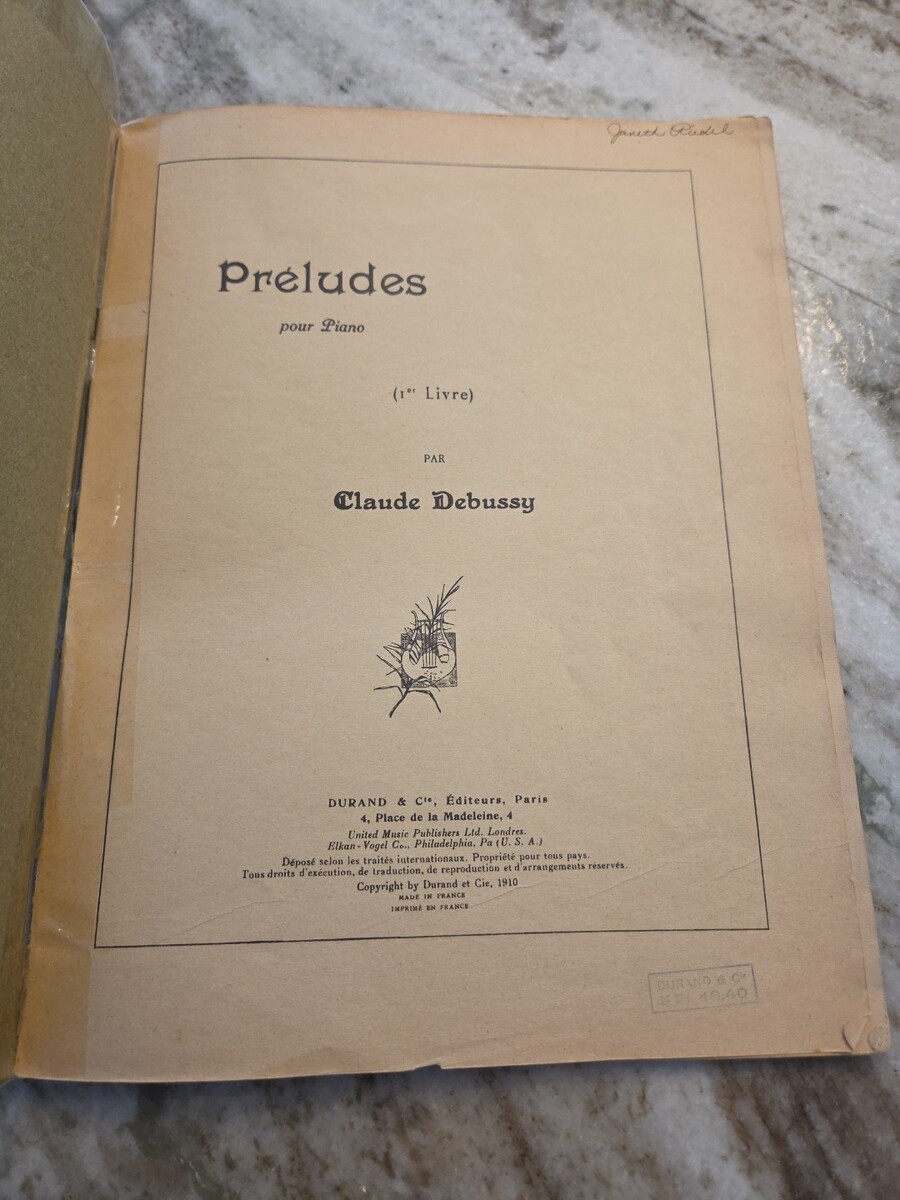 Préludes
pour Piano
(1er Livre)
PAR
Claude Debussy
DURAND & Cie, Éditeurs, Paris
4, Place de la Madeleine, 4
United Music Publishers Ltd. Londres.
Elkan-Vogel Co., Philadelphia, Pa (U. S. A.)
Déposé selon les traités internationaux. Propriété pour tous pays.
Tous droits d'exécution, de traduction, de reproduction et d'arrangements réservés.
Copyright by Durand et Cie, 1910
MADE IN FRANCE
IMPRIMÉ EN FRANCE
DURAND & Cie